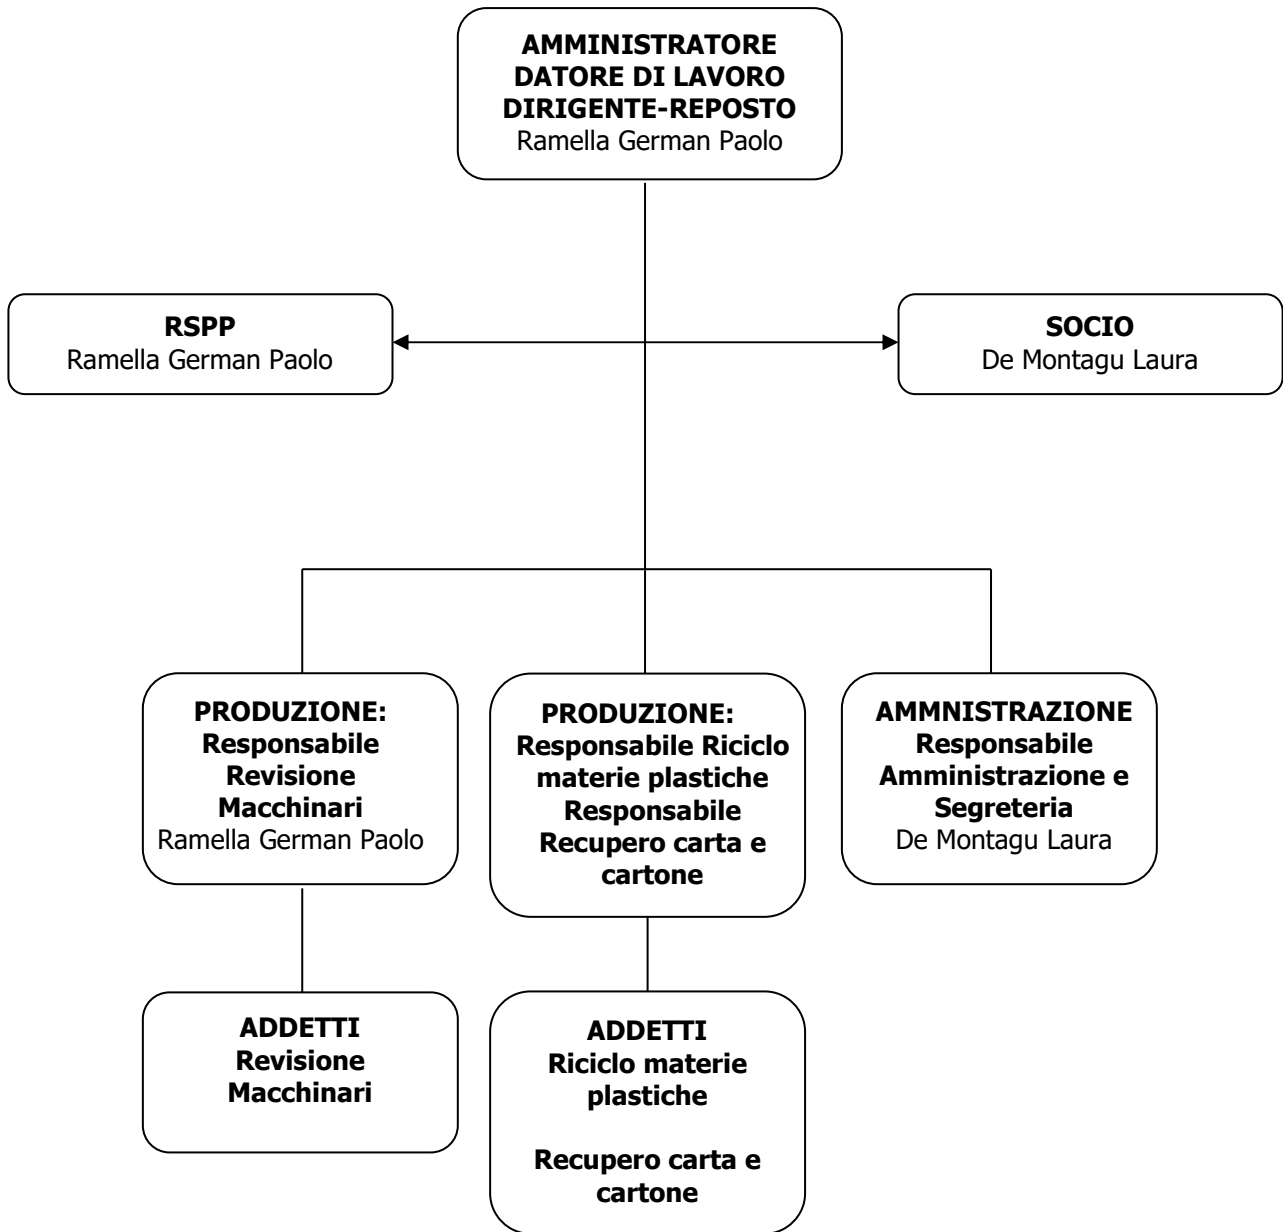 AMMINISTRATORE
DATORE DI LAVORO
DIRIGENTE-REPOSTO
Ramella German Paolo
RSPP
Ramella German Paolo
SOCIO
De Montagu Laura
PRODUZIONE:
Responsabile
Revisione
Macchinari
Ramella German Paolo
PRODUZIONE:
Responsabile Riciclo
materie plastiche
Responsabile
Recupero carta e
cartone
AMMNISTRAZIONE
Responsabile
Amministrazione e
Segreteria
De Montagu Laura
ADDETTI
Revisione
Macchinari
ADDETTI
Riciclo materie
plastiche
Recupero carta e
cartone